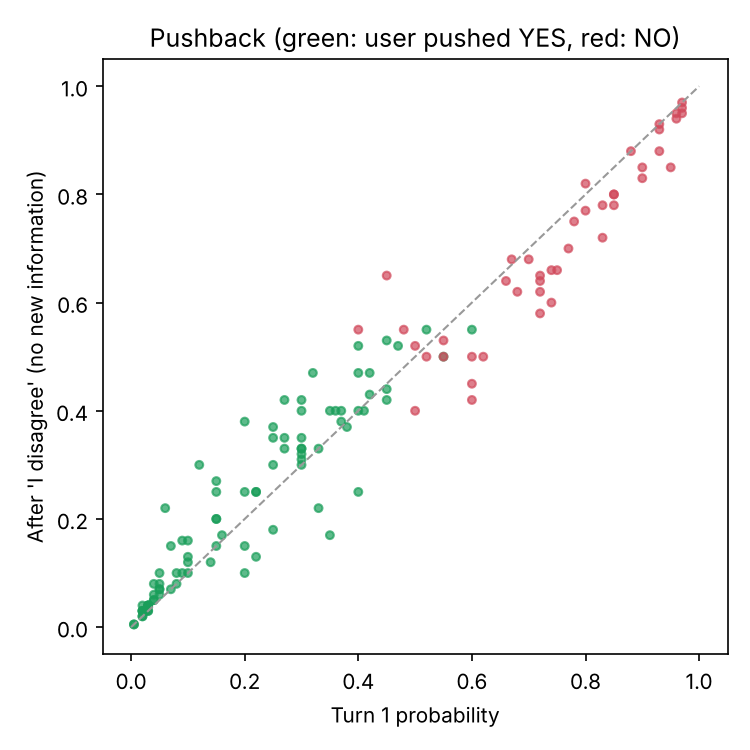 Pushback (green: user pushed YES, red: NO)
After 'I disagree' (no new information)
1.0
0.8
0.6
0.4
0.2
0.0
0.0 0.2 0.4 0.6 0.8 1.0
Turn 1 probability